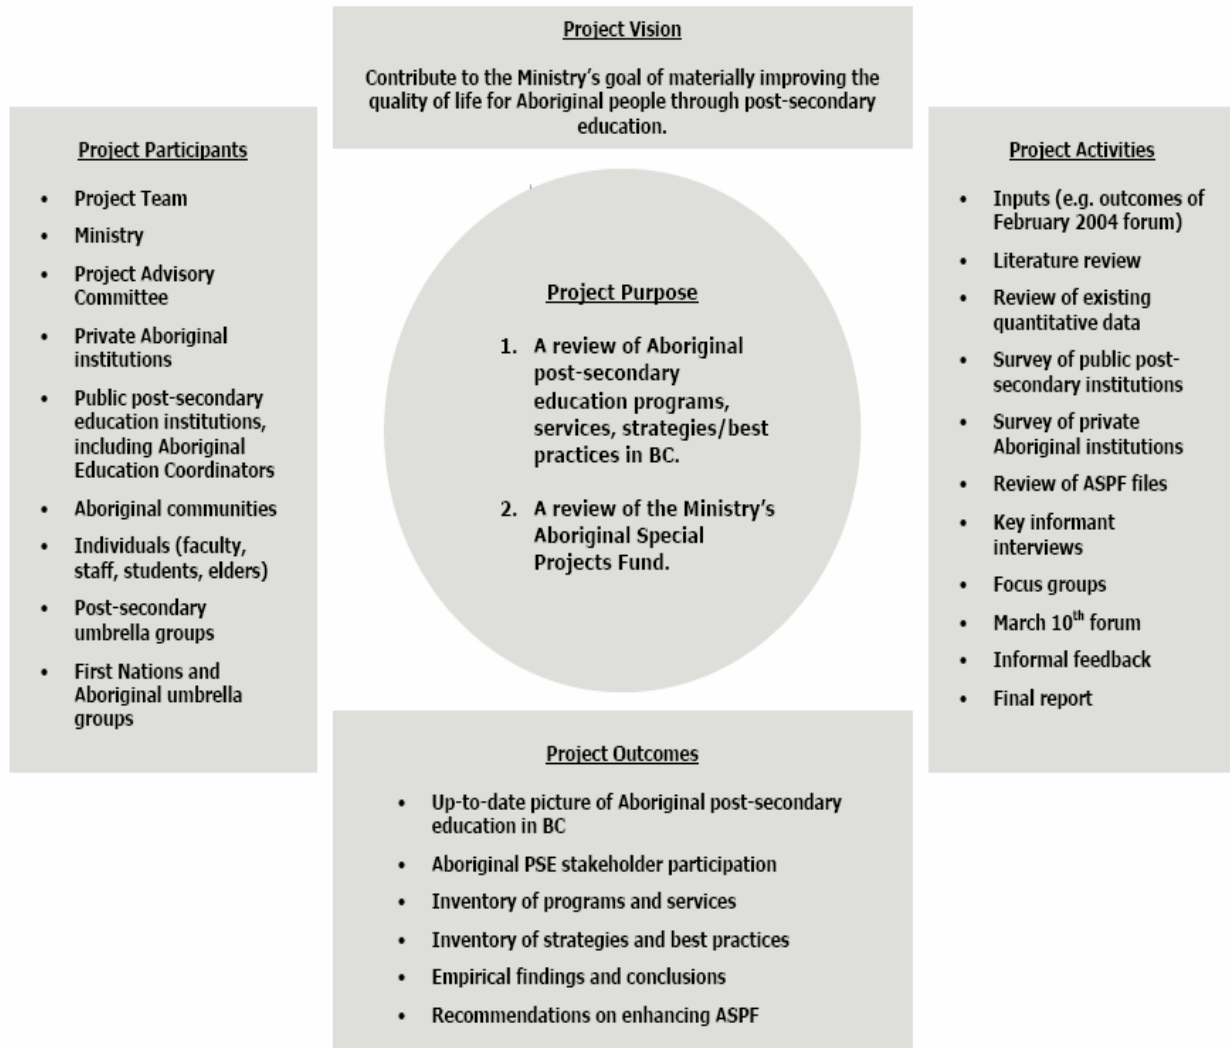 Project Vision
Contribute to the Ministry's goal of materially improving the
quality of life for Aboriginal people through post-secondary
education.
Project Participants
• Project Team
• Ministry
• Project Advisory
Committee
• Private Aboriginal
institutions
• Public post-secondary
education institutions,
including Aboriginal
Education Coordinators
• Aboriginal communities
• Individuals (faculty,
staff, students, elders)
• Post-secondary
umbrella groups
• First Nations and
Aboriginal umbrella
groups
Project Purpose
1. A review of Aboriginal
post-secondary
education programs,
services, strategies/best
practices in BC.
2. A review of the Ministry's
Aboriginal Special
Projects Fund.
Project Activities
• Inputs (e.g. outcomes of
February 2004 forum)
• Literature review
• Review of existing
quantitative data
• Survey of public post-
secondary institutions
• Survey of private
Aboriginal institutions
• Review of ASPF files
• Key informant
interviews
• Focus groups
• March 10th forum
• Informal feedback
• Final report
Project Outcomes
• Up-to-date picture of Aboriginal post-secondary
education in BC
• Aboriginal PSE stakeholder participation
• Inventory of programs and services
• Inventory of strategies and best practices
• Empirical findings and conclusions
• Recommendations on enhancing ASPF